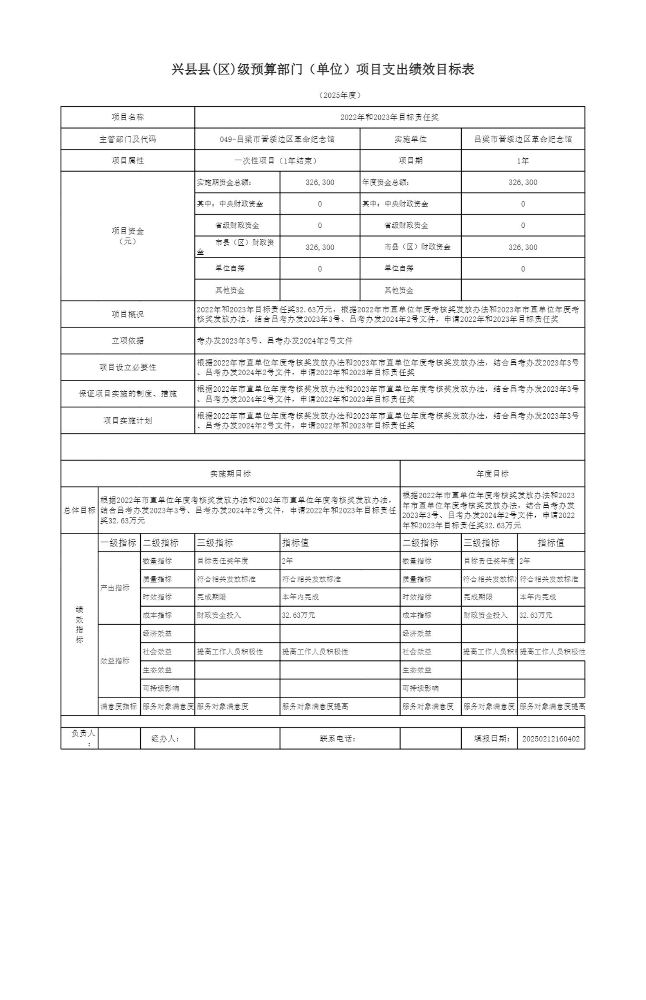 兴县县(区)级预算部门（单位）项目支出绩效目标表
（2025年度）
项目名称 2022年和2023年目标责任奖
主管部门及代码 049-吕梁市晋绥边区革命纪念馆 实施单位 吕梁市晋绥边区革命纪念馆
项目属性 一次性项目（1年结束） 项目期 1年
项目资金
（元）
实施期资金总额: 326,300 年度资金总额: 326,300
其中: 中央财政资金 0 其中: 中央财政资金 0
省级财政资金 0 省级财政资金 0
市县（区）财政资
金 326,300 市县（区）财政资金 326,300
单位自筹 0 单位自筹 0
其他资金 其他资金
项目概况
2022年和2023年目标责任奖32.63万元，根据2022年市直单位年度考核奖发放办法和2023年市直单位年度考
核奖发放办法，结合吕考办发2023年3号、吕考办发2024年2号文件，申请2022年和2023年目标责任奖
立项依据 考办发2023年3号、吕考办发2024年2号文件
项目设立必要性
根据2022年市直单位年度考核奖发放办法和2023年市直单位年度考核奖发放办法，结合吕考办发2023年3号
、吕考办发2024年2号文件，申请2022年和2023年目标责任奖
保证项目实施的制度、措施
根据2022年市直单位年度考核奖发放办法和2023年市直单位年度考核奖发放办法，结合吕考办发2023年3号
、吕考办发2024年2号文件，申请2022年和2023年目标责任奖
项目实施计划
根据2022年市直单位年度考核奖发放办法和2023年市直单位年度考核奖发放办法，结合吕考办发2023年3号
、吕考办发2024年2号文件，申请2022年和2023年目标责任奖
实施期目标 年度目标
总体目标
根据2022年市直单位年度考核奖发放办法和2023年市直单位年度考核奖发放办法，
结合吕考办发2023年3号、吕考办发2024年2号文件，申请2022年和2023年目标责任
奖32.63万元
根据2022年市直单位年度考核奖发放办法和2023
年市直单位年度考核奖发放办法，结合吕考办发
2023年3号、吕考办发2024年2号文件，申请2022
年和2023年目标责任奖32.63万元
绩
效
指
标
一级指标 二级指标 三级指标 指标值 二级指标 三级指标 指标值
产出指标
数量指标 目标责任奖年度 2年 数量指标 目标责任奖年度 2年
质量指标 符合相关发放标准 符合相关发放标准 质量指标 符合相关发放标 符合相关发放标准
时效指标 完成期限 本年内完成 时效指标 完成期限 本年内完成
成本指标 财政资金投入 32.63万元 成本指标 财政资金投入 32.63万元
效益指标
经济效益 经济效益
社会效益 提高工作人员积极性 提高工作人员积极性 社会效益 提高工作人员积 提高工作人员积极性
生态效益 生态效益
可持续影响 可持续影响
满意度指标 服务对象满意度 服务对象满意度 服务对象满意度提高 服务对象满意度 服务对象满意度 服务对象满意度提高
负责人
: 经办人: 联系电话: 填报日期: 20250212160402